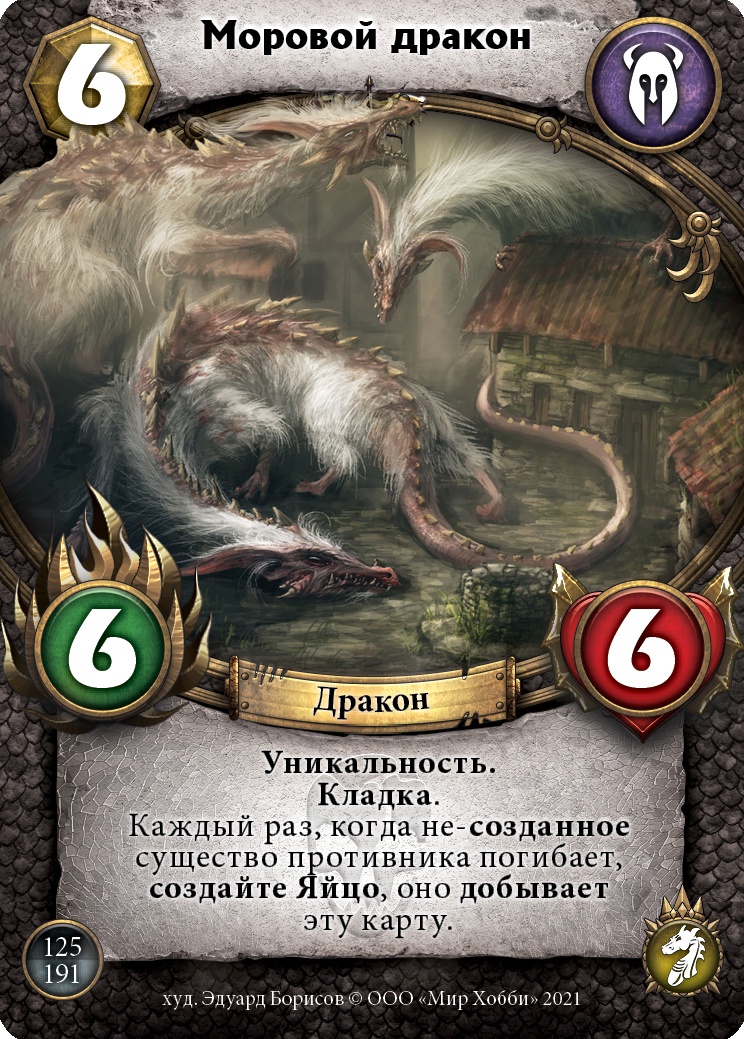 Моровой дракон
6
6
6
Дракон
Уникальность.
Кладка.
Каждый раз, когда не-созданное
существо противника погибает,
создайте Яйцо, оно добывает
эту карту.
125
191
худ. Эдуард Борисов © ООО «Мир Хобби» 2021